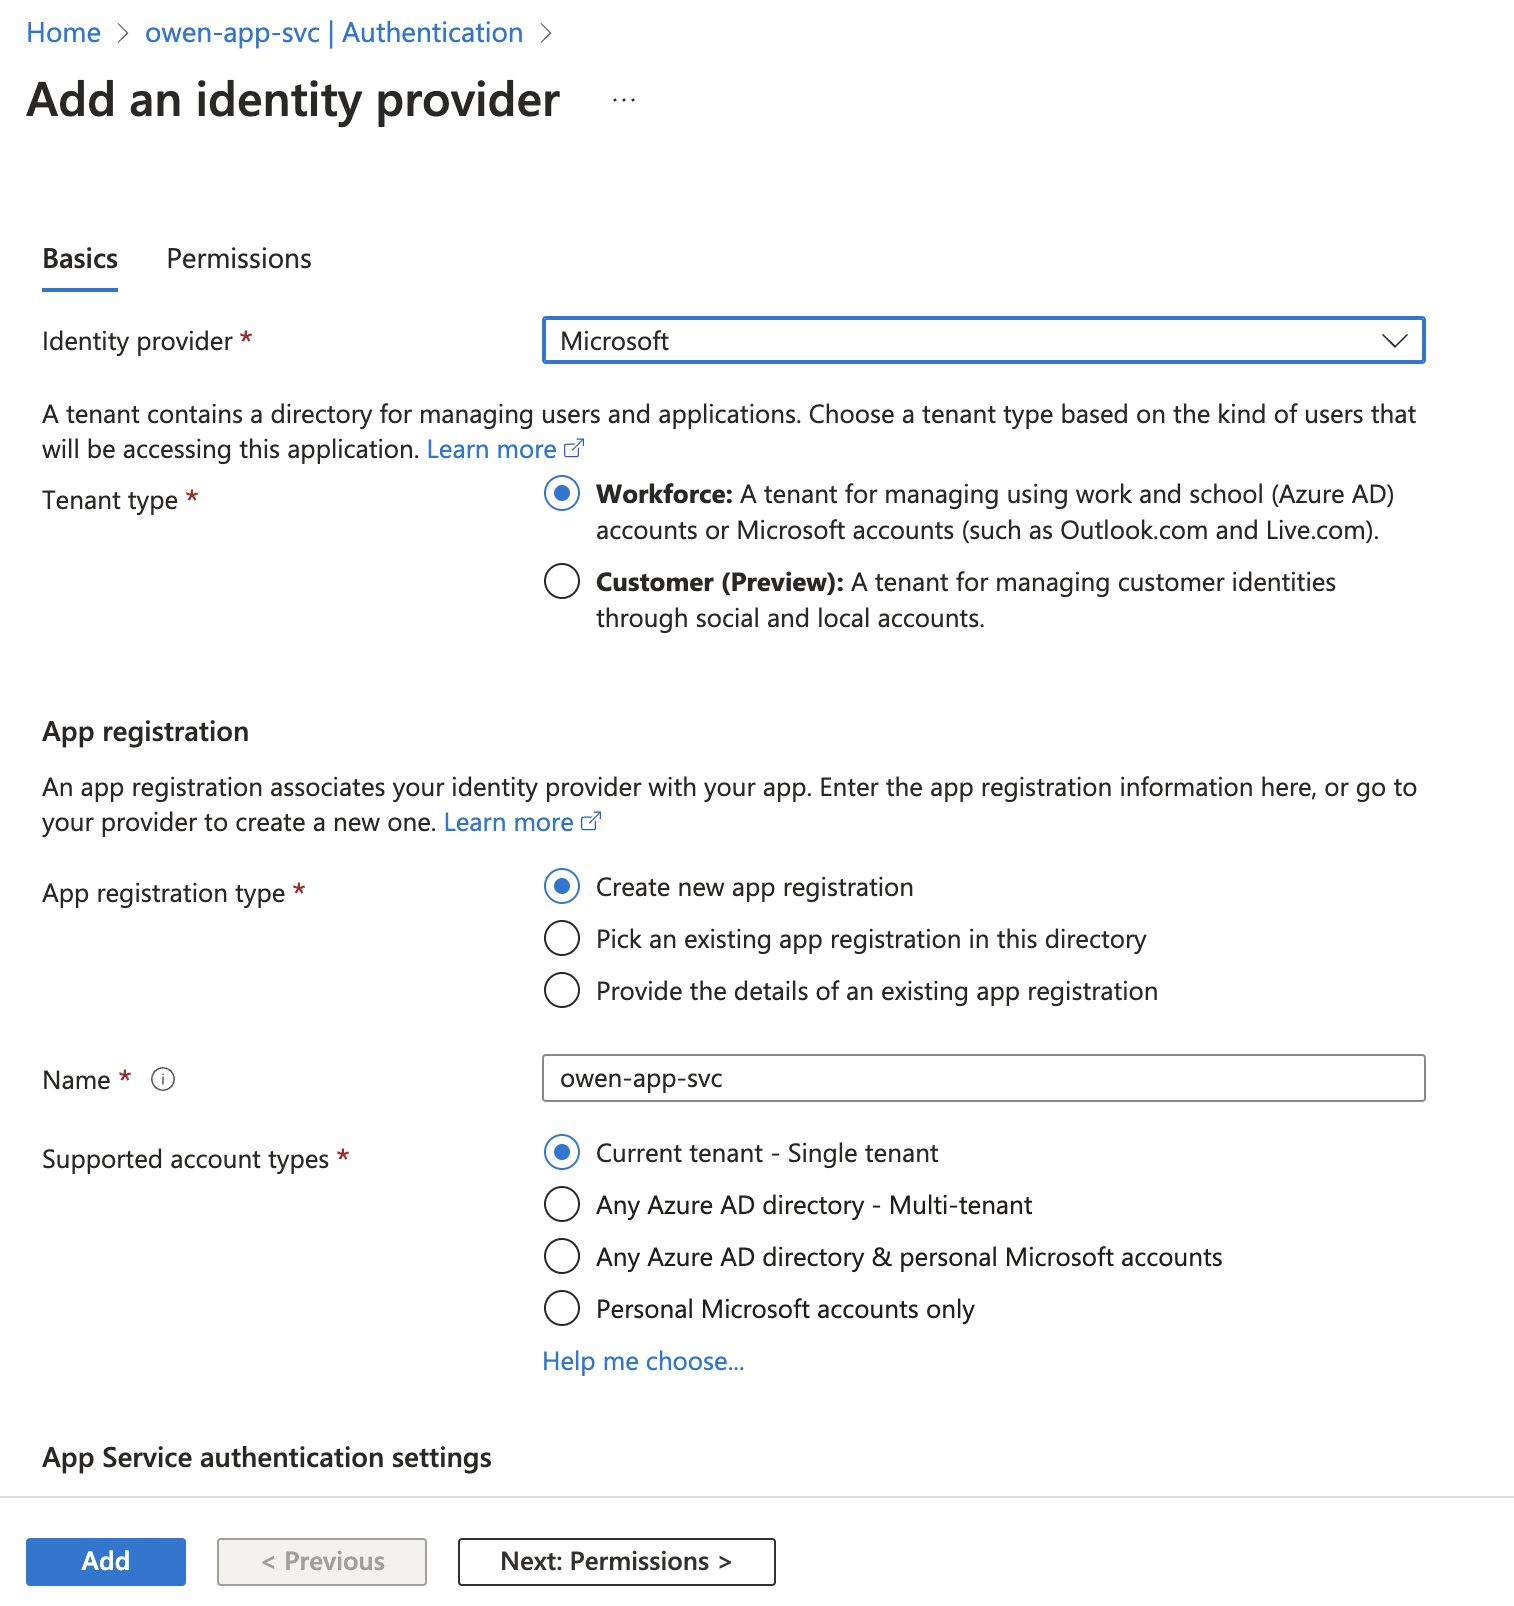 Home > owen-app-svc | Authentication >
Add an identity provider ...
Basics Permissions
Identity provider * Microsoft
A tenant contains a directory for managing users and applications. Choose a tenant type based on the kind of users that
will be accessing this application. Learn more
Tenant type *
Workforce: A tenant for managing using work and school (Azure AD)
accounts or Microsoft accounts (such as Outlook.com and Live.com).
Customer (Preview): A tenant for managing customer identities
through social and local accounts.
App registration
An app registration associates your identity provider with your app. Enter the app registration information here, or go to
your provider to create a new one. Learn more
App registration type * Create new app registration
Pick an existing app registration in this directory
Provide the details of an existing app registration
Name * owen-app-svc
Supported account types * Current tenant - Single tenant
Any Azure AD directory - Multi-tenant
Any Azure AD directory & personal Microsoft accounts
Personal Microsoft accounts only
Help me choose...
App Service authentication settings
Add < Previous Next: Permissions >